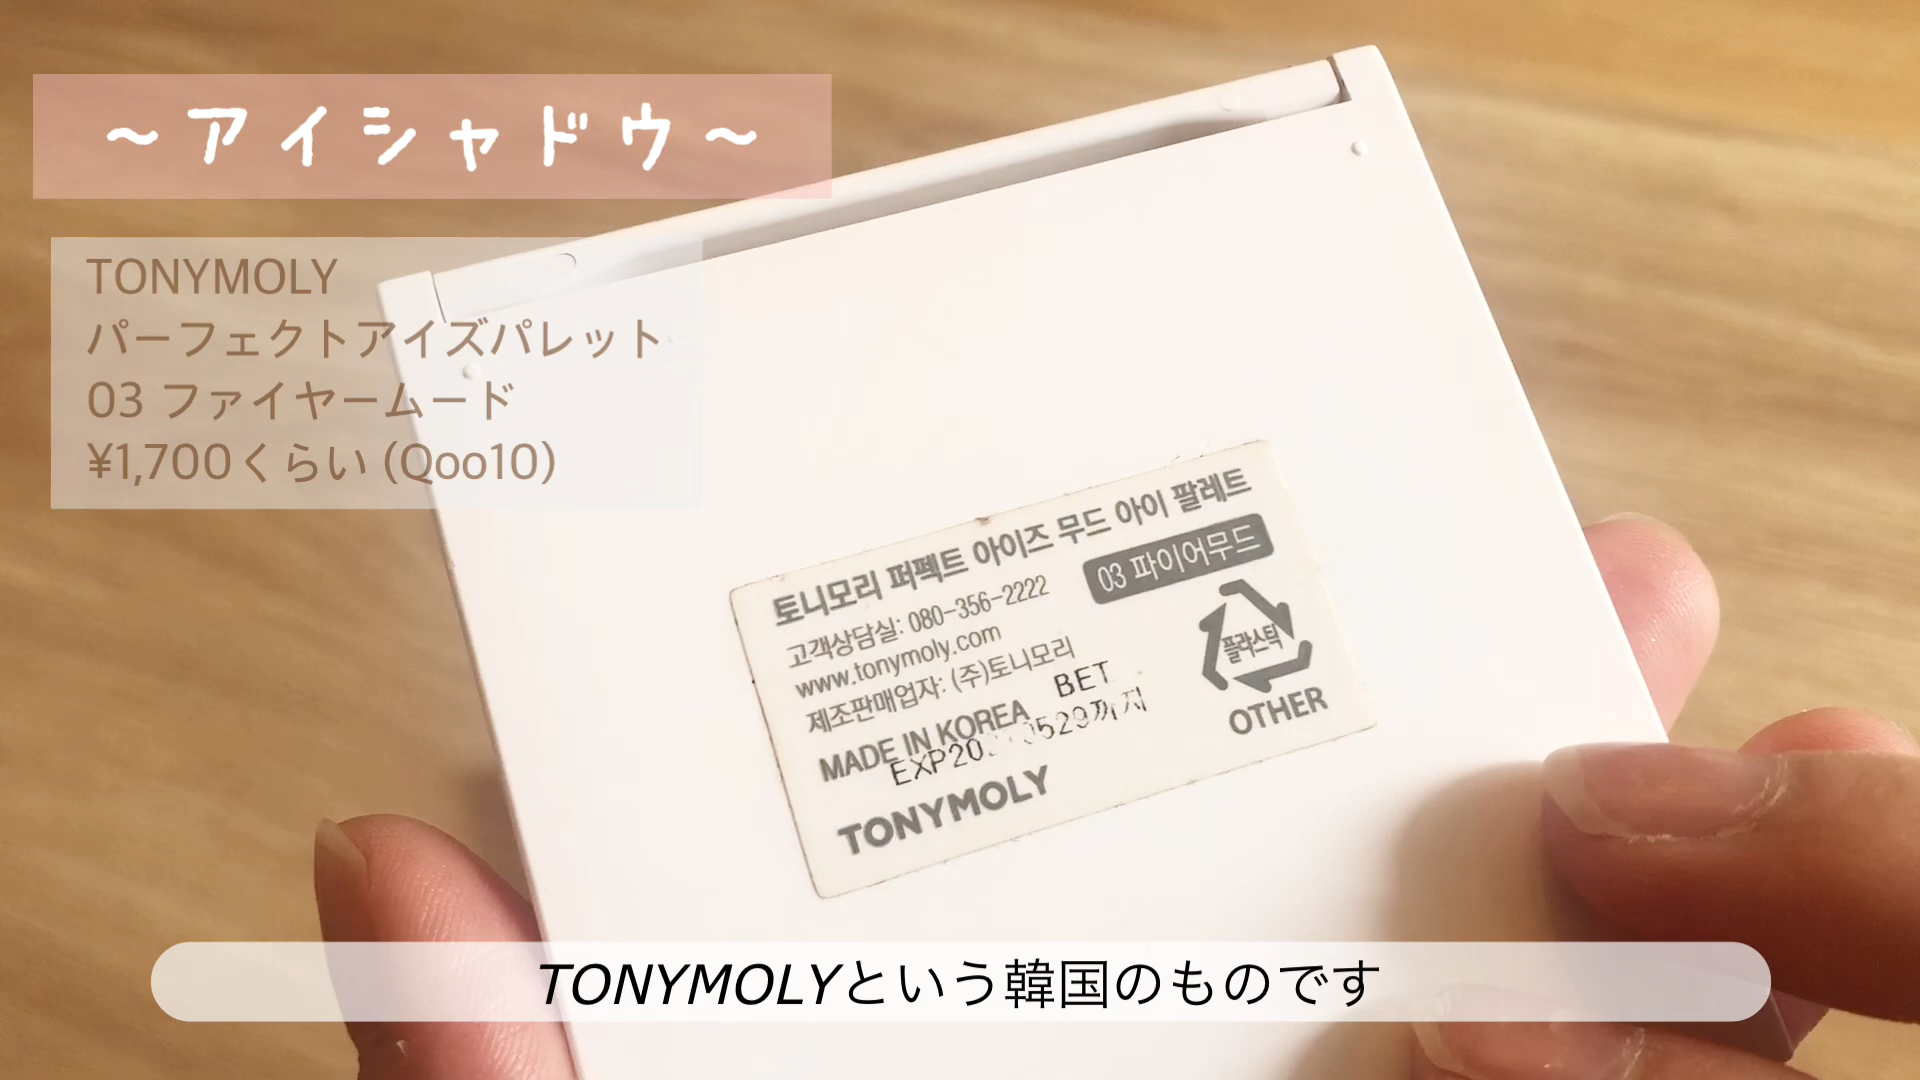 ～アイシャドウ～
TONYMOLY
パーフェクトアイズパレット
03 ファイヤームード
¥1,700くらい (Qoo10)
토니모리 퍼펙트 아이즈 무드 아이 팔레트
03 파이어무드
고객상담실: 080-356-2222
www.tonymoly.com
제조판매업자: (주)토니모리
플라스틱
OTHER
MADE IN KOREA
BET
까지
TONYMOLY
TONYMOLYという韓国のものです